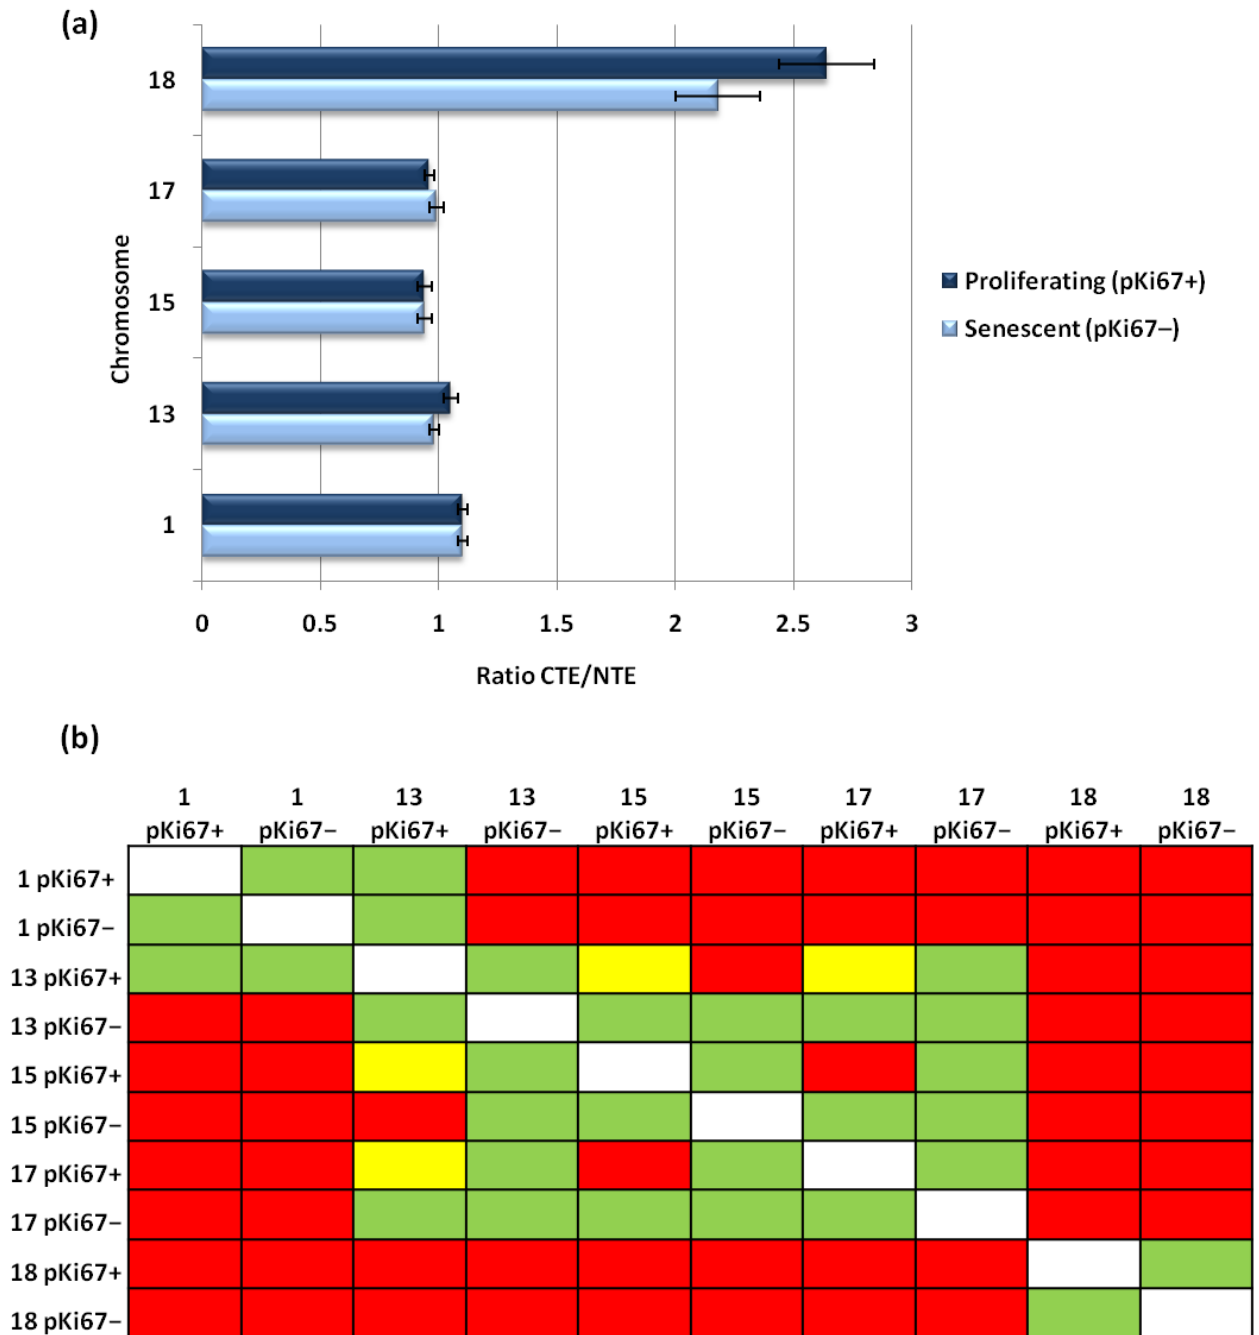 (a)
18
17
15
13
1
Chromosome
0 0.5 1 1.5 2 2.5 3
Ratio CTE/NTE
Proliferating (pKi67+)
Senescent (pKi67–)
(b)
1 1 13 13 15 15 17 17 18 18
pKi67+ pKi67– pKi67+ pKi67– pKi67+ pKi67– pKi67+ pKi67– pKi67+ pKi67–
1 pKi67+
1 pKi67–
13 pKi67+
13 pKi67–
15 pKi67+
15 pKi67–
17 pKi67+
17 pKi67–
18 pKi67+
18 pKi67–